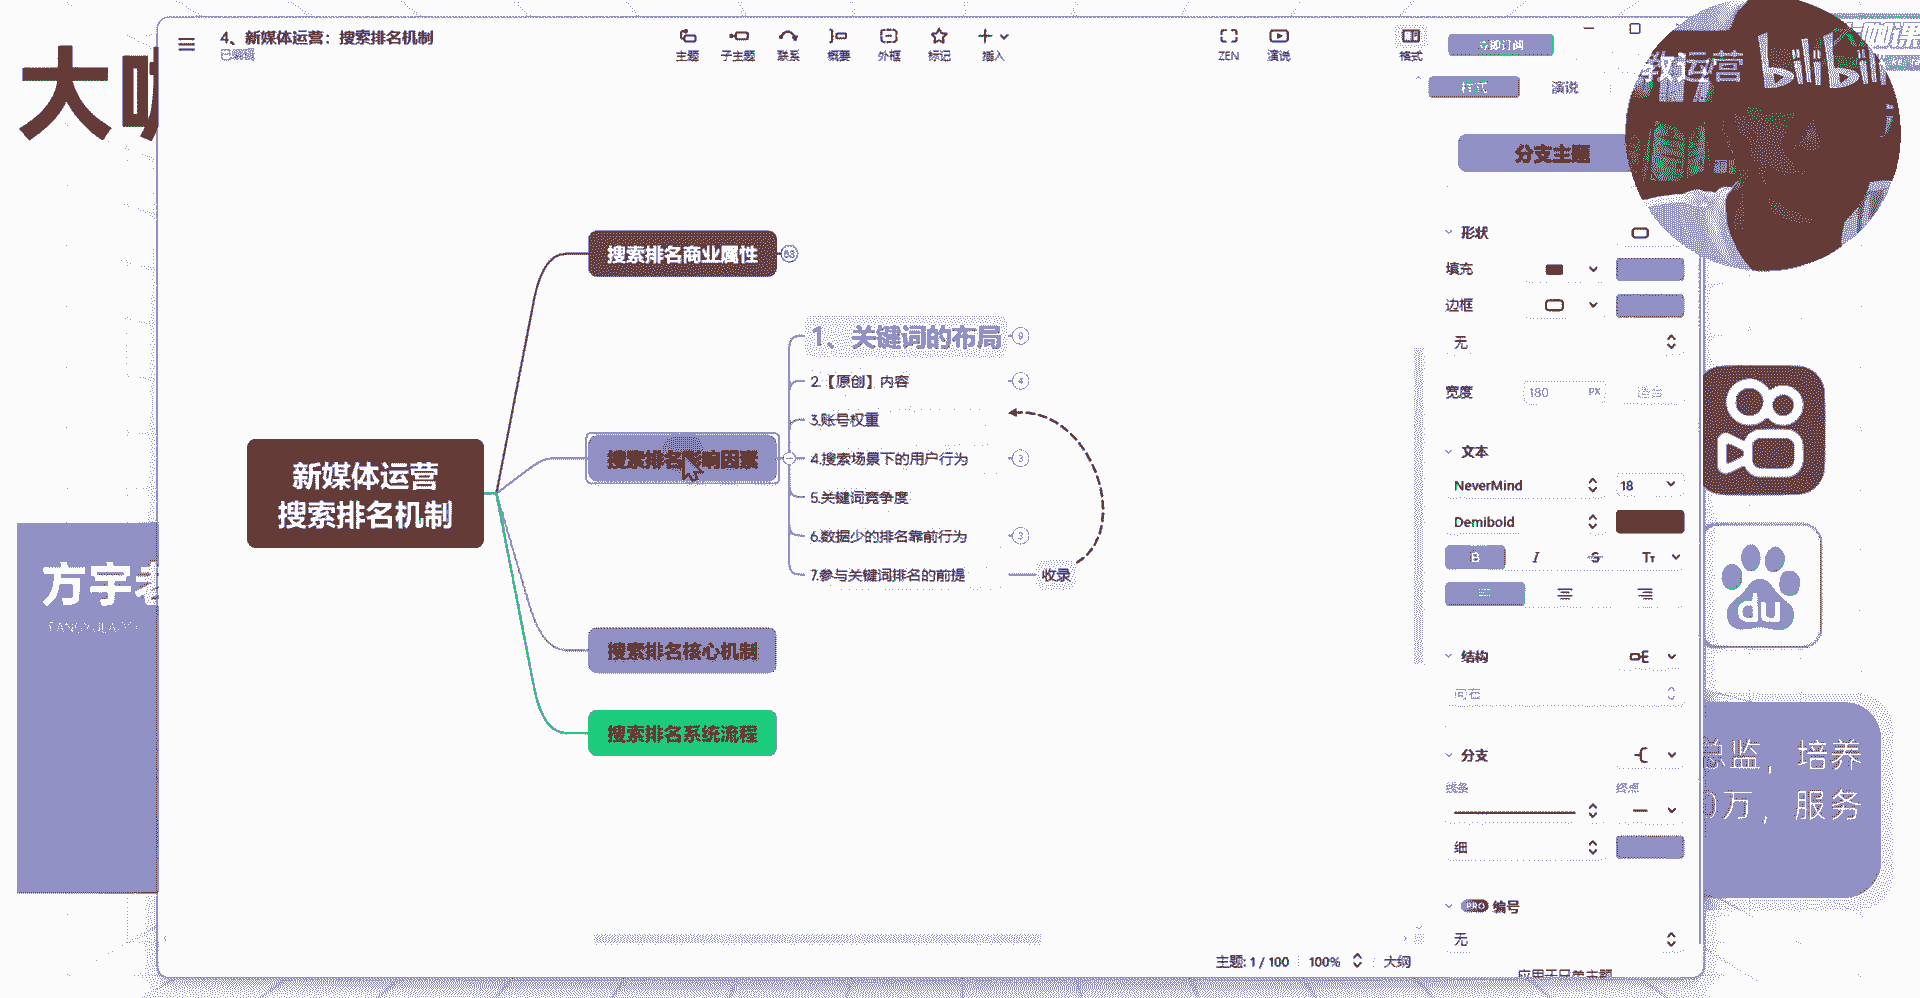 大
方宇老
4、新媒体运营：搜索排名机制
已编辑
主题
子主题
联系
概要
外框
标记
插入
ZEN
演说
格式
立即订阅
样式
演说
教运营 bilibili
分支主题
形状
填充
边框
无
宽度
180
PX
适合
文本
NeverMind
18
Demibold
B
I
S
Tт
结构
向右
分支
线条
终点
细
PRO 编号
无
应用于兄弟主题
新媒体运营
搜索排名机制
搜索排名商业属性
63
搜索排名影响因素
1、关键词的布局
9
2.【原创】内容
4
3.账号权重
4.搜索场景下的用户行为
3
5.关键词竞争度
6.数据少的排名靠前行为
7.参与关键词排名的前提
收录
搜索排名核心机制
搜索排名系统流程
主题: 1 / 100
100%
大纲
du
总监，培养
0万，服务